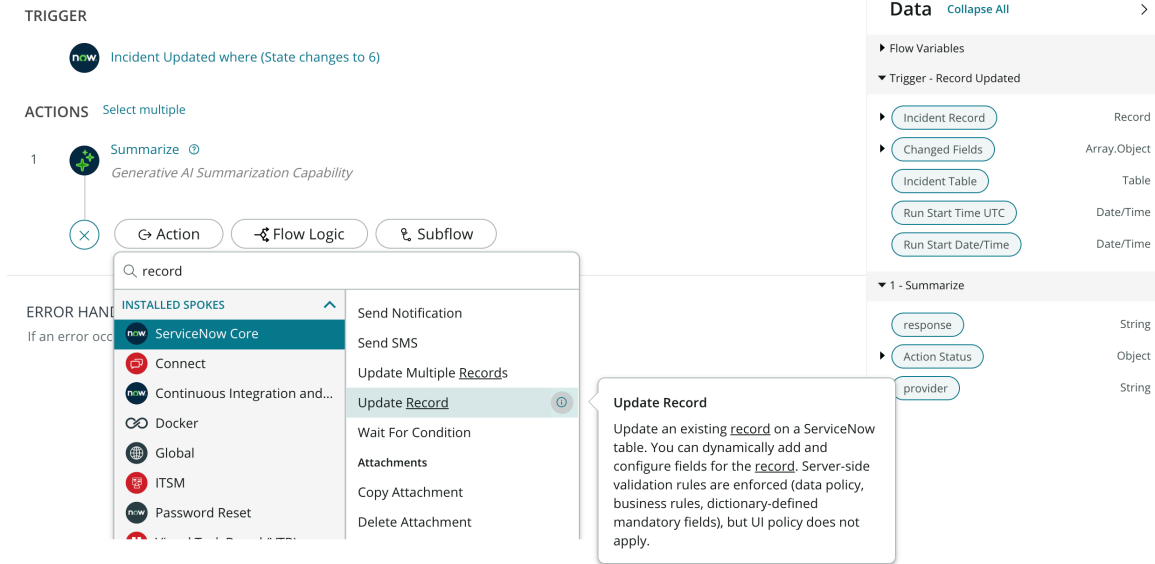 TRIGGER
now
Incident Updated where (State changes to 6)
ACTIONS
Select multiple
1
Summarize
Generative AI Summarization Capability
Action
Flow Logic
Subflow
record
INSTALLED SPOKES
now
ServiceNow Core
Connect
now
Continuous Integration and...
Docker
Global
ITSM
now
Password Reset
Send Notification
Send SMS
Update Multiple Records
Update Record
Wait For Condition
Attachments
Copy Attachment
Delete Attachment
ERROR HAN
If an error occ
Update Record
Update an existing record on a ServiceNow
table. You can dynamically add and
configure fields for the record. Server-side
validation rules are enforced (data policy,
business rules, dictionary-defined
mandatory fields), but UI policy does not
apply.
Data
Collapse All
Flow Variables
Trigger - Record Updated
Incident Record Record
Changed Fields Array.Object
Incident Table Table
Run Start Time UTC Date/Time
Run Start Date/Time Date/Time
1 - Summarize
response String
Action Status Object
provider String